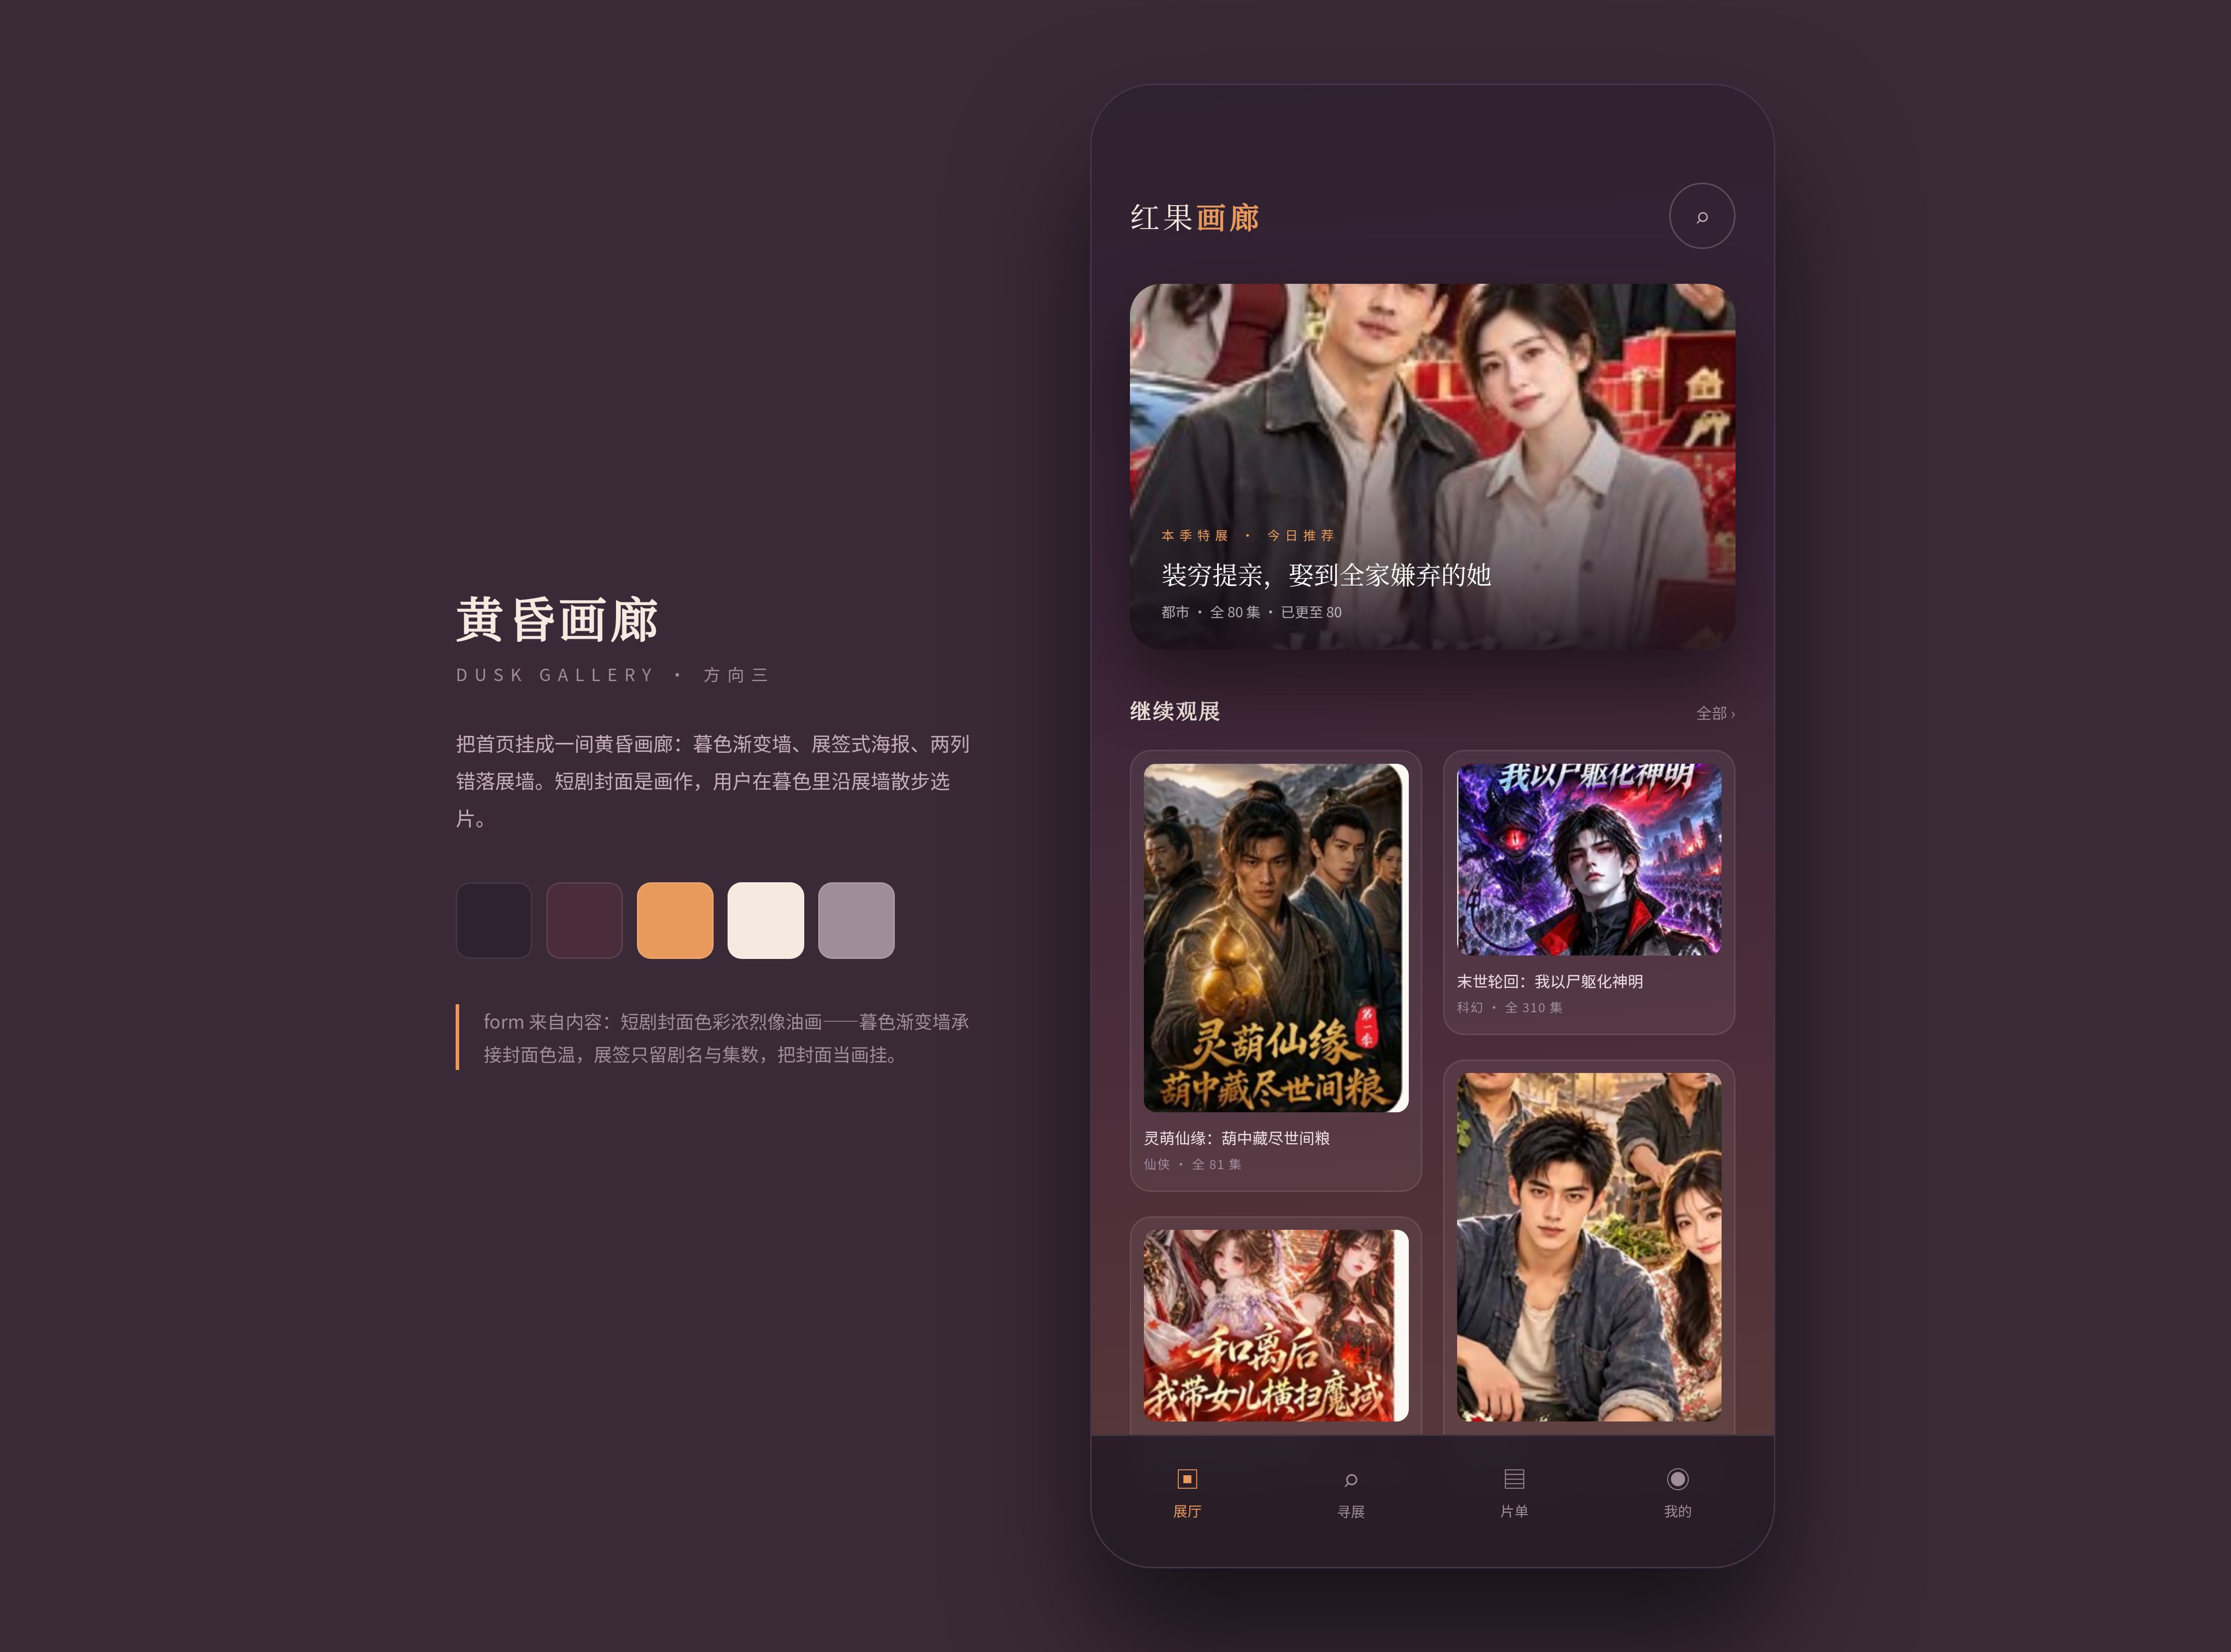 黄昏画廊
DUSK GALLERY · 方向三
把首页挂成一间黄昏画廊：暮色渐变墙、展签式海报、两列
错落展墙。短剧封面是画作，用户在暮色里沿展墙散步选
片。
form 来自内容：短剧封面色彩浓烈像油画——暮色渐变墙承
接封面色温，展签只留剧名与集数，把封面当画挂。
红果画廊
本季特展 · 今日推荐
装穷提亲，娶到全家嫌弃的她
都市 · 全 80 集 · 已更至 80
继续观展
全部 ›
灵葫仙缘
第一季
葫中藏尽世间粮
灵萌仙缘：葫中藏尽世间粮
仙侠 · 全 81 集
我以尸躯化神明
末世轮回：我以尸躯化神明
科幻 · 全 310 集
和离后
我带女儿横扫魔域
展厅
寻展
片单
我的